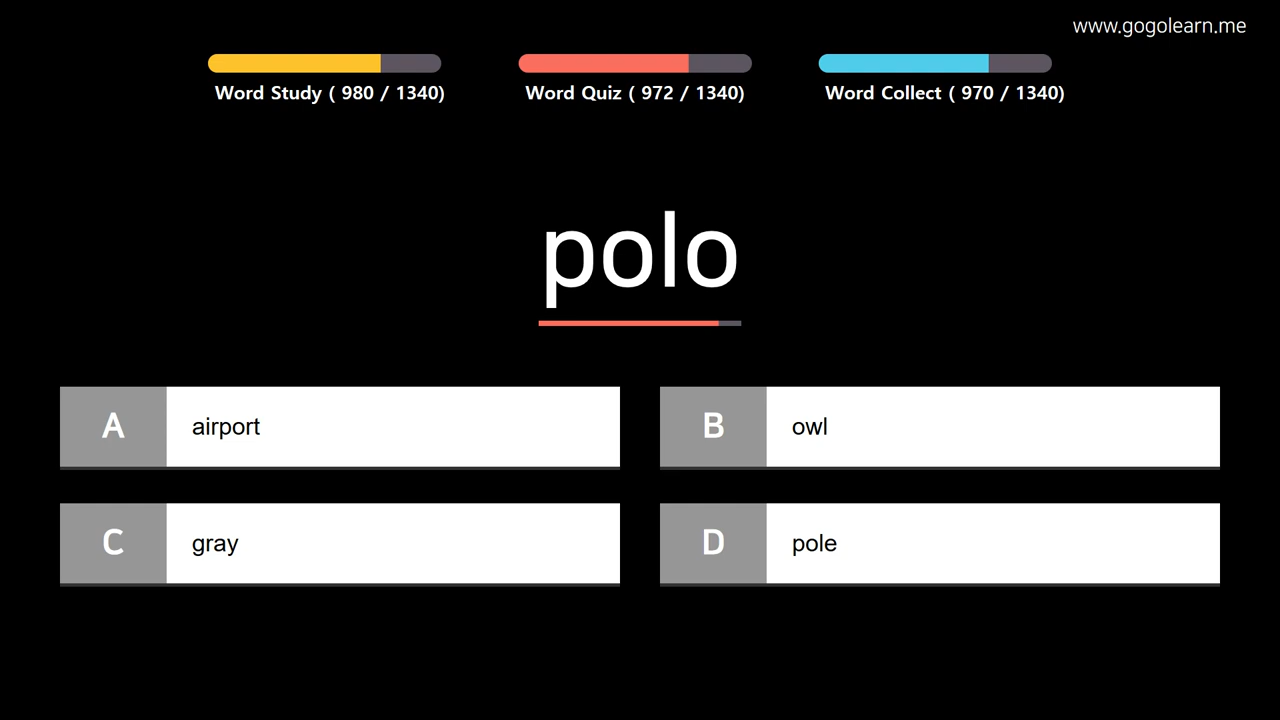 www.gogolearn.me
Word Study ( 980 / 1340)
Word Quiz ( 972 / 1340)
Word Collect ( 970 / 1340)
polo
A airport
B owl
C gray
D pole